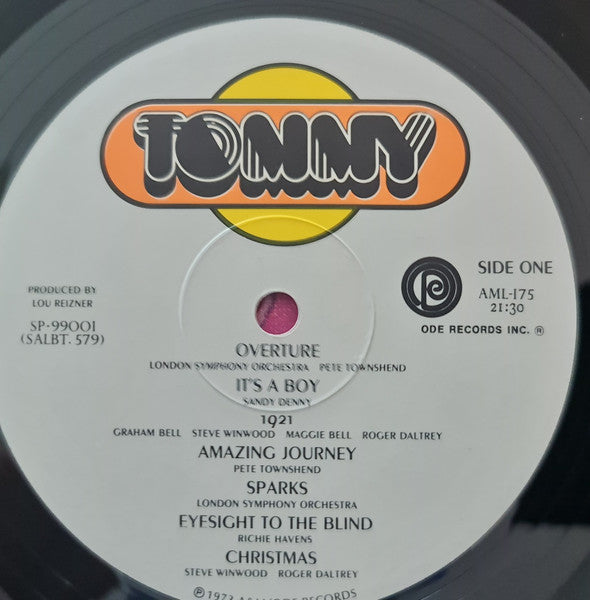 TOMMY
SIDE ONE
AML-175
21:30
ODE RECORDS INC. ®
PRODUCED BY
LOU REIZNER
SP-99001
(SALBT. 579)
OVERTURE
LONDON SYMPHONY ORCHESTRA PETE TOWNSHEND
IT'S A BOY
SANDY DENNY
1921
GRAHAM BELL STEVE WINWOOD MAGGIE BELL ROGER DALTREY
AMAZING JOURNEY
PETE TOWNSHEND
SPARKS
LONDON SYMPHONY ORCHESTRA
EYESIGHT TO THE BLIND
RICHIE HAVENS
CHRISTMAS
STEVE WINWOOD ROGER DALTREY
℗ 1972 RECORDS